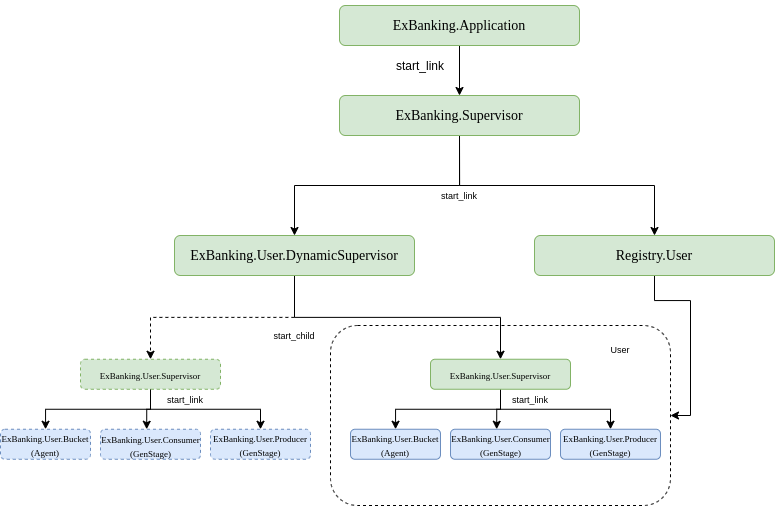 ExBanking.Application
start_link
ExBanking.Supervisor
start_link
ExBanking.User.DynamicSupervisor
Registry.User
start_child
User
ExBanking.User.Supervisor
ExBanking.User.Supervisor
start_link
start_link
ExBanking.User.Bucket
(Agent)
ExBanking.User.Consumer
(GenStage)
ExBanking.User.Producer
(GenStage)
ExBanking.User.Bucket
(Agent)
ExBanking.User.Consumer
(GenStage)
ExBanking.User.Producer
(GenStage)